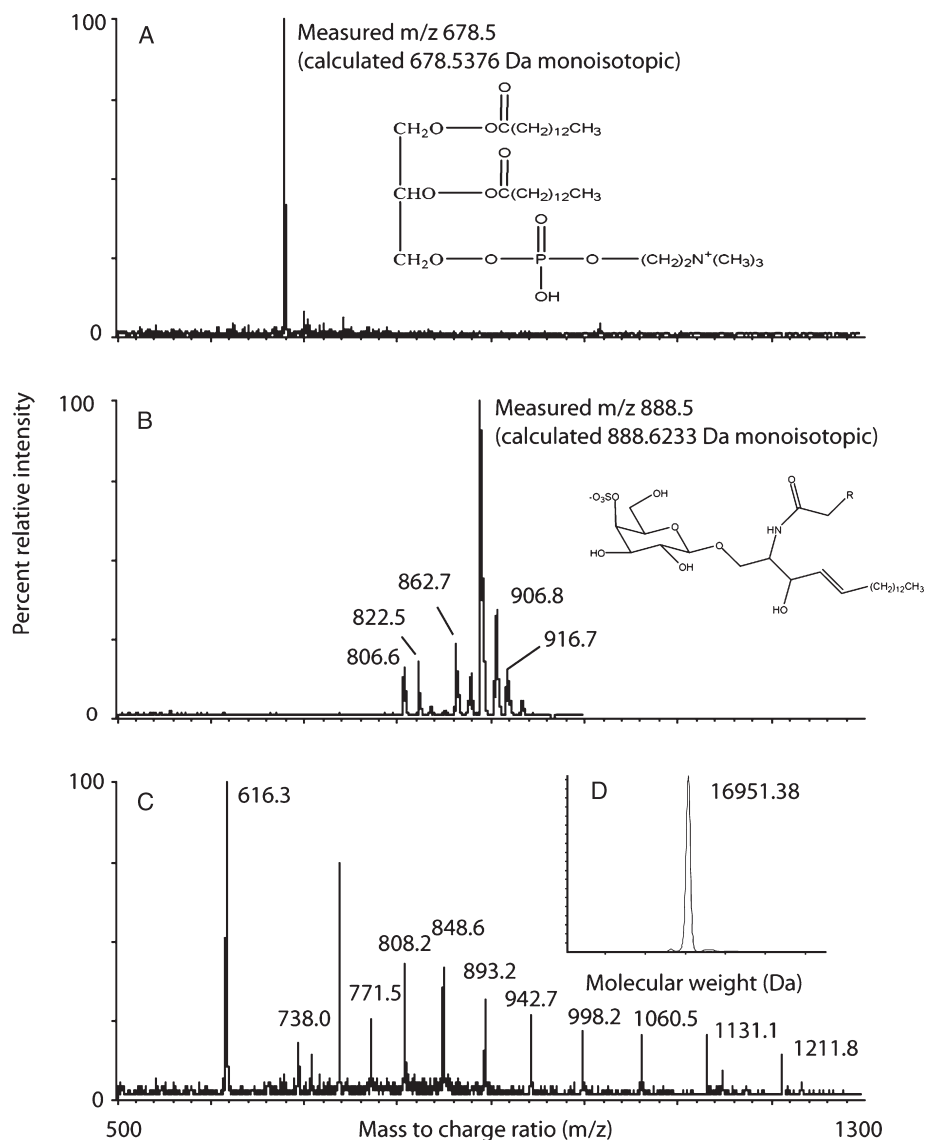 100
A
Measured m/z 678.5
(calculated 678.5376 Da monoisotopic)
O
CH₂O OC(CH₂)₁₂CH₃
O
CHO OC(CH₂)₁₂CH₃
O
CH₂O O P O (CH₂)₂N⁺(CH₃)₃
OH
0
Percent relative intensity
100
B
Measured m/z 888.5
(calculated 888.6233 Da monoisotopic)
-O₃SO OH
O R
HN
O
O
HO
OH
(CH₂)₁₂CH₃
HO
862.7
906.8
822.5
916.7
806.6
0
100
C
616.3
D
16951.38
Molecular weight (Da)
848.6
808.2
893.2
771.5
942.7
738.0
998.2
1060.5
1131.1
1211.8
0
500 Mass to charge ratio (m/z) 1300